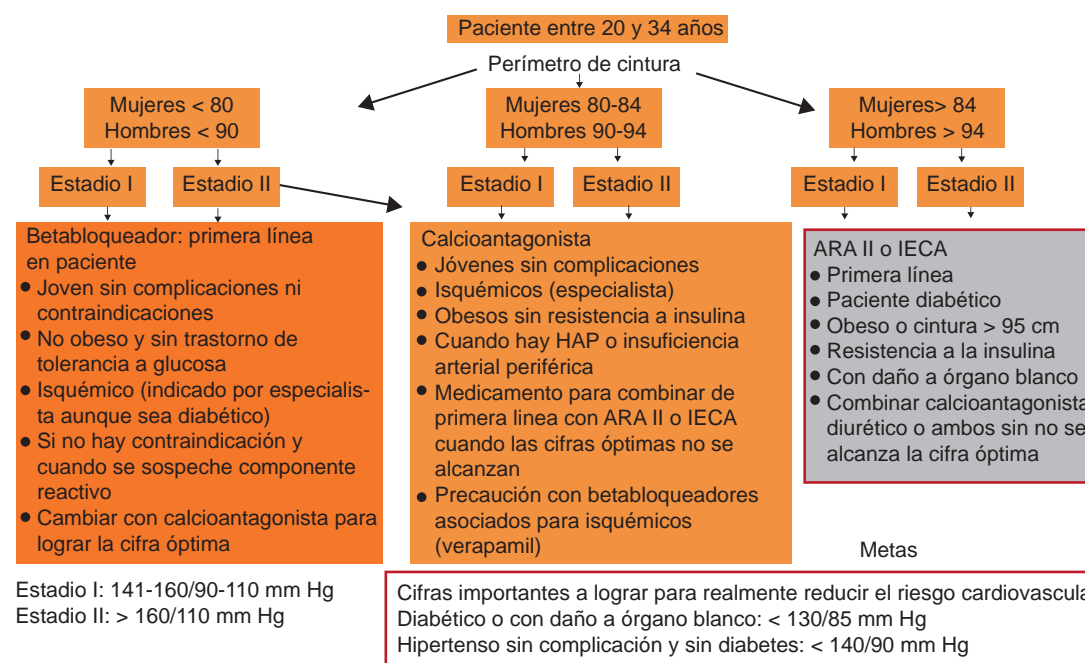 Paciente entre 20 y 34 años
Perímetro de cintura
Mujeres < 80
Hombres < 90
Mujeres 80-84
Hombres 90-94
Mujeres> 84
Hombres > 94
Estadio I
Estadio II
Estadio I
Estadio II
Estadio I
Estadio II
Betabloqueador: primera línea
en paciente
● Joven sin complicaciones ni
contraindicaciones
● No obeso y sin trastorno de
tolerancia a glucosa
● Isquémico (indicado por especialis-
ta aunque sea diabético)
● Si no hay contraindicación y
cuando se sospeche componente
reactivo
● Cambiar con calcioantagonista para
lograr la cifra óptima
Calcioantagonista
● Jóvenes sin complicaciones
● Isquémicos (especialista)
● Obesos sin resistencia a insulina
● Cuando hay HAP o insuficiencia
arterial periférica
● Medicamento para combinar de
primera linea con ARA II o IECA
cuando las cifras óptimas no se
alcanzan
● Precaución con betabloqueadores
asociados para isquémicos
(verapamil)
ARA II o IECA
● Primera línea
● Paciente diabético
● Obeso o cintura > 95 cm
● Resistencia a la insulina
● Con daño a órgano blanco
● Combinar calcioantagonista
diurético o ambos sin no se
alcanza la cifra óptima
Estadio I: 141-160/90-110 mm Hg
Estadio II: > 160/110 mm Hg
Metas
Cifras importantes a lograr para realmente reducir el riesgo cardiovascula
Diabético o con daño a órgano blanco: < 130/85 mm Hg
Hipertenso sin complicación y sin diabetes: < 140/90 mm Hg